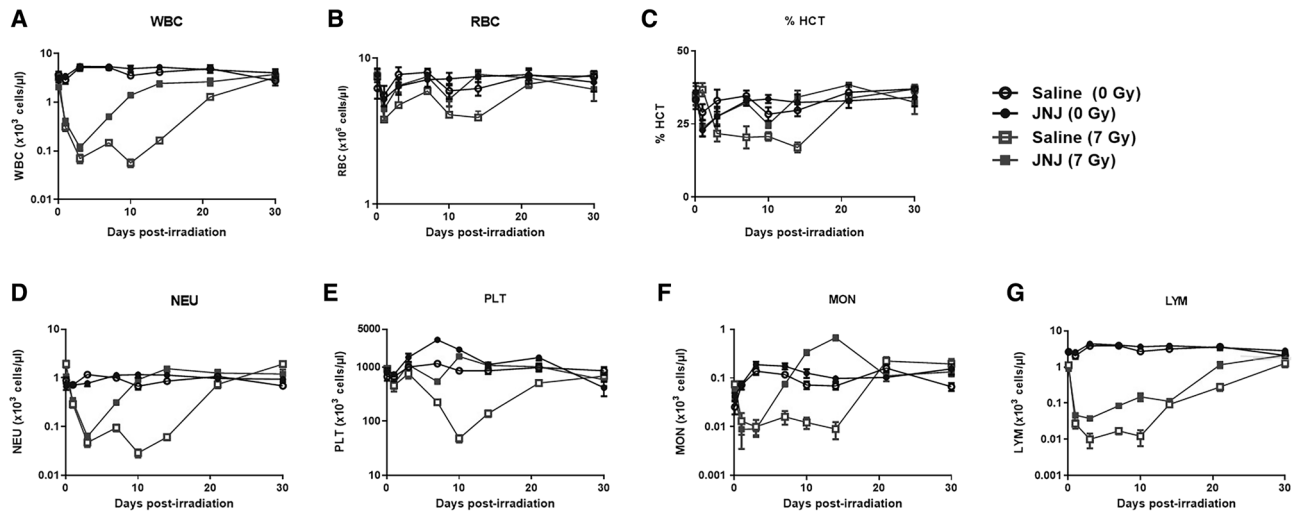 A WBC
WBC (x10³ cells/µl)
10
1
0.1
0.01
0 10 20 30
Days post-irradiation
B RBC
RBC (x10⁶ cells/µl)
10
1
0 10 20 30
Days post-irradiation
C % HCT
% HCT
50
25
0
0 10 20 30
Days post-irradiation
Saline (0 Gy)
JNJ (0 Gy)
Saline (7 Gy)
JNJ (7 Gy)
D NEU
NEU (x10³ cells/µl)
10
1
0.1
0.01
0 10 20 30
Days post-irradiation
E PLT
PLT (x10³ cells/µl)
5000
1000
100
10
0 10 20 30
Days post-irradiation
F MON
MON (x10³ cells/µl)
1
0.1
0.01
0.001
0 10 20 30
Days post-irradiation
G LYM
LYM (x10³ cells/µl)
10
1
0.1
0.01
0.001
0 10 20 30
Days post-irradiation